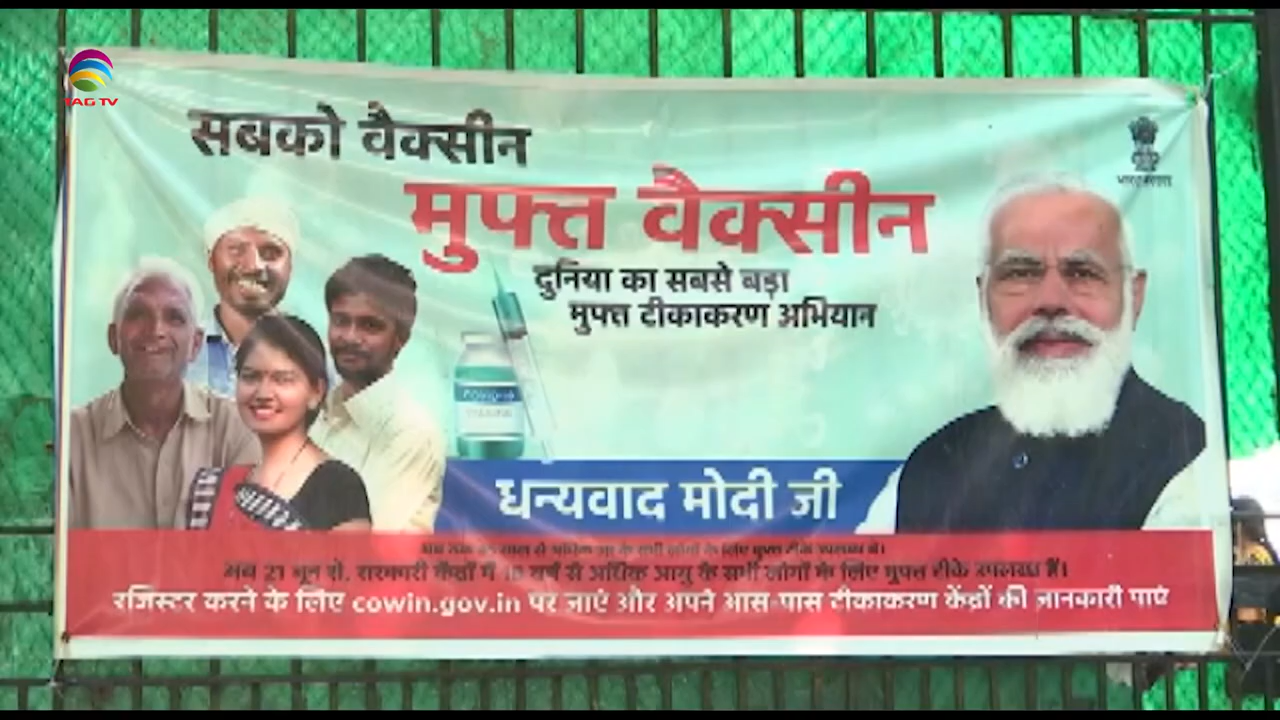 TAG TV
सबको वैक्सीन
मुफ्त वैक्सीन
दुनिया का सबसे बड़ा
मुफ्त टीकाकरण अभियान
धन्यवाद मोदी जी
अब 21 जून से, सरकारी केंद्रों में 18 वर्ष से अधिक आयु के सभी लोगों के लिए मुफ्त टीके उपलब्ध हैं।
रजिस्टर करने के लिए cowin.gov.in पर जाएं और अपने आस-पास टीकाकरण केंद्रों की जानकारी पाएं